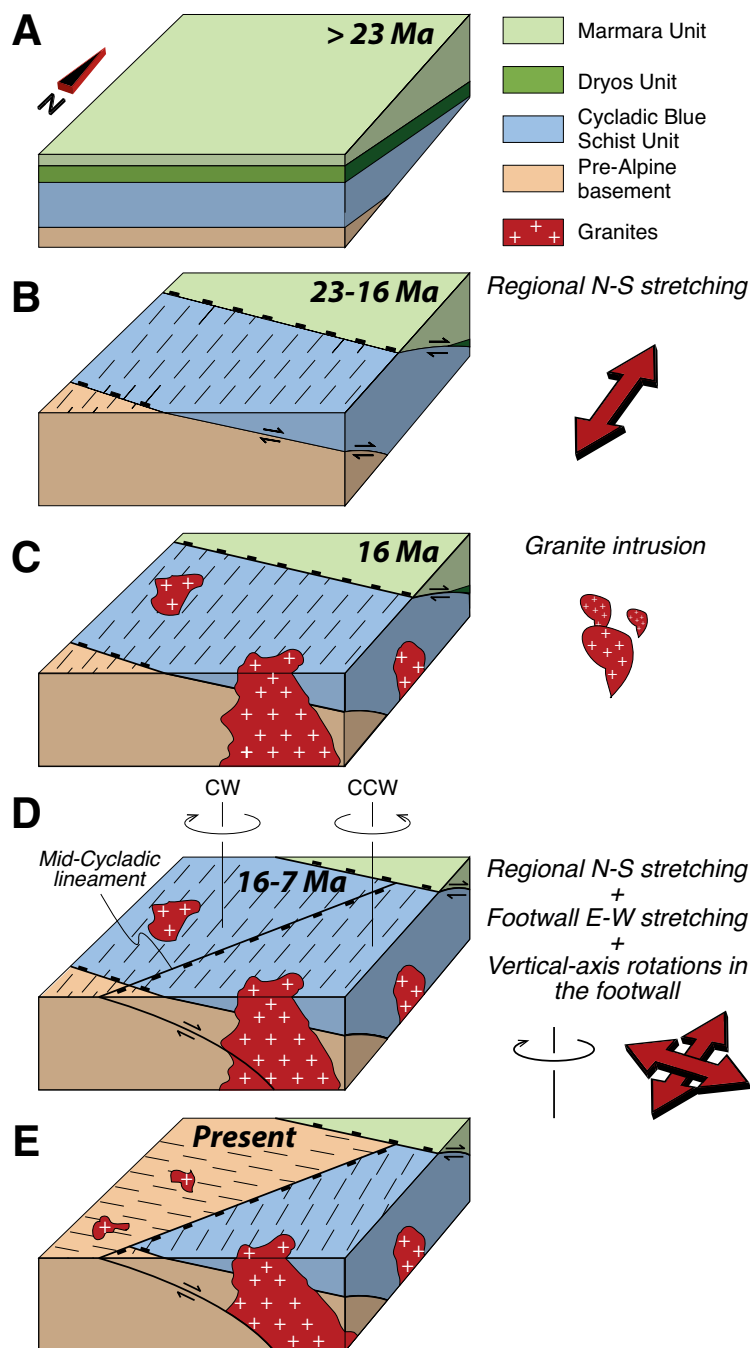 A
> 23 Ma
N
Marmara Unit
Dryos Unit
Cycladic Blue
Schist Unit
Pre-Alpine
basement
Granites
B
23-16 Ma
Regional N-S stretching
C
16 Ma
Granite intrusion
D
CW
CCW
Mid-Cycladic
lineament
16-7 Ma
Regional N-S stretching
+
Footwall E-W stretching
+
Vertical-axis rotations in
the footwall
E
Present